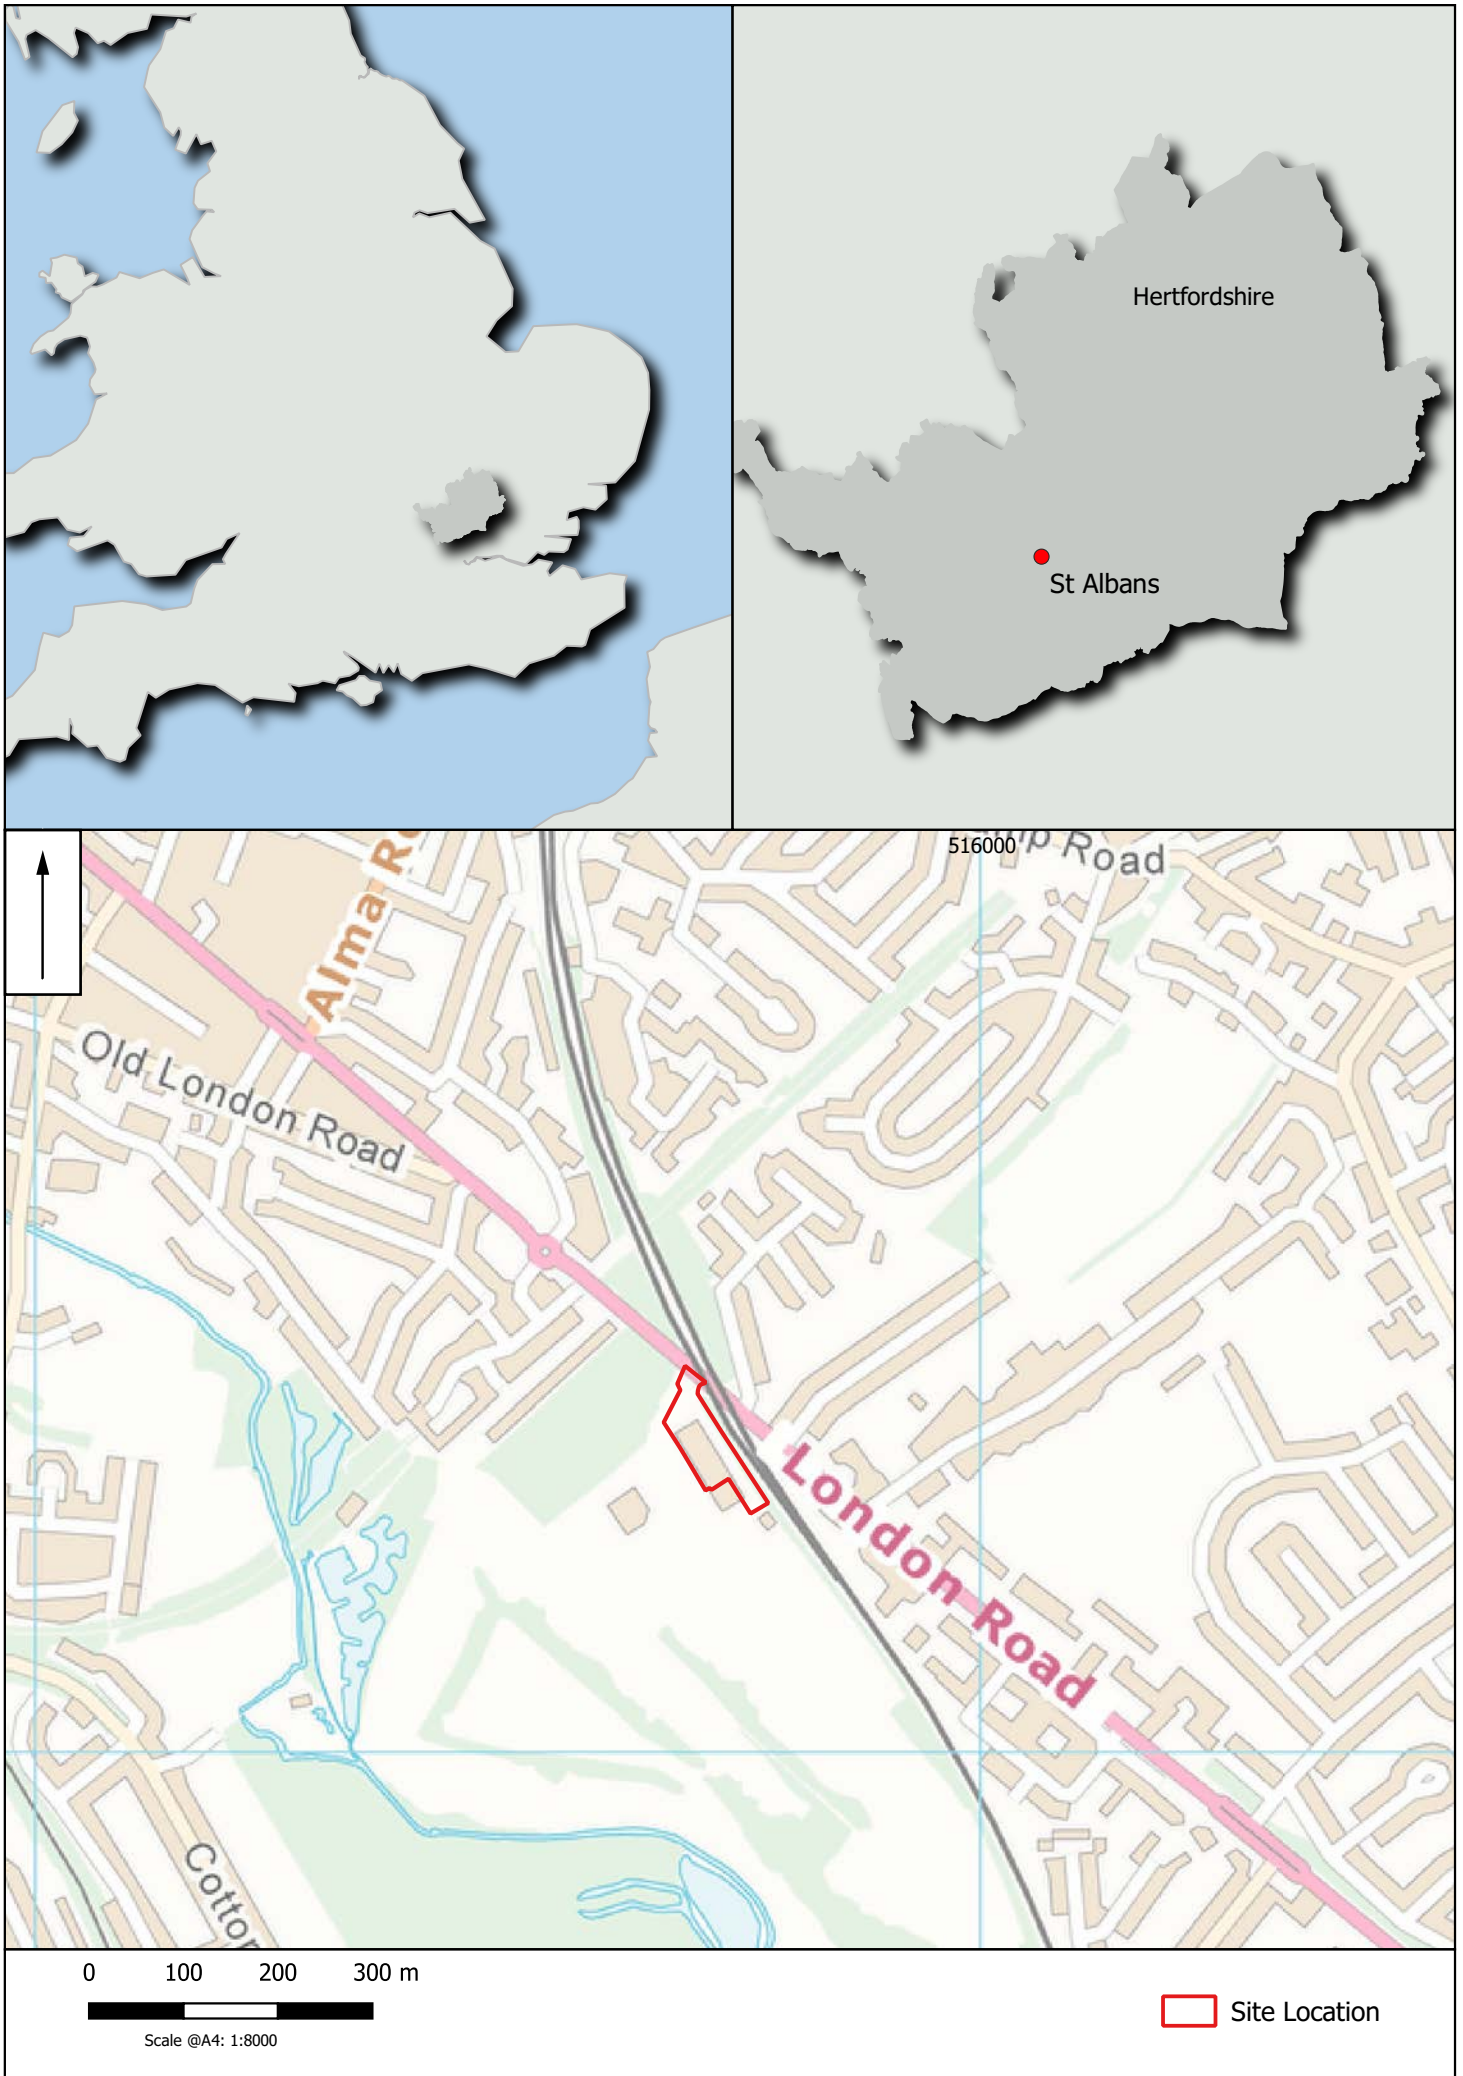 Hertfordshire
St Albans
516000
Road
Alma
Old London Road
London Road
0 100 200 300 m
Scale @A4: 1:8000
Site Location